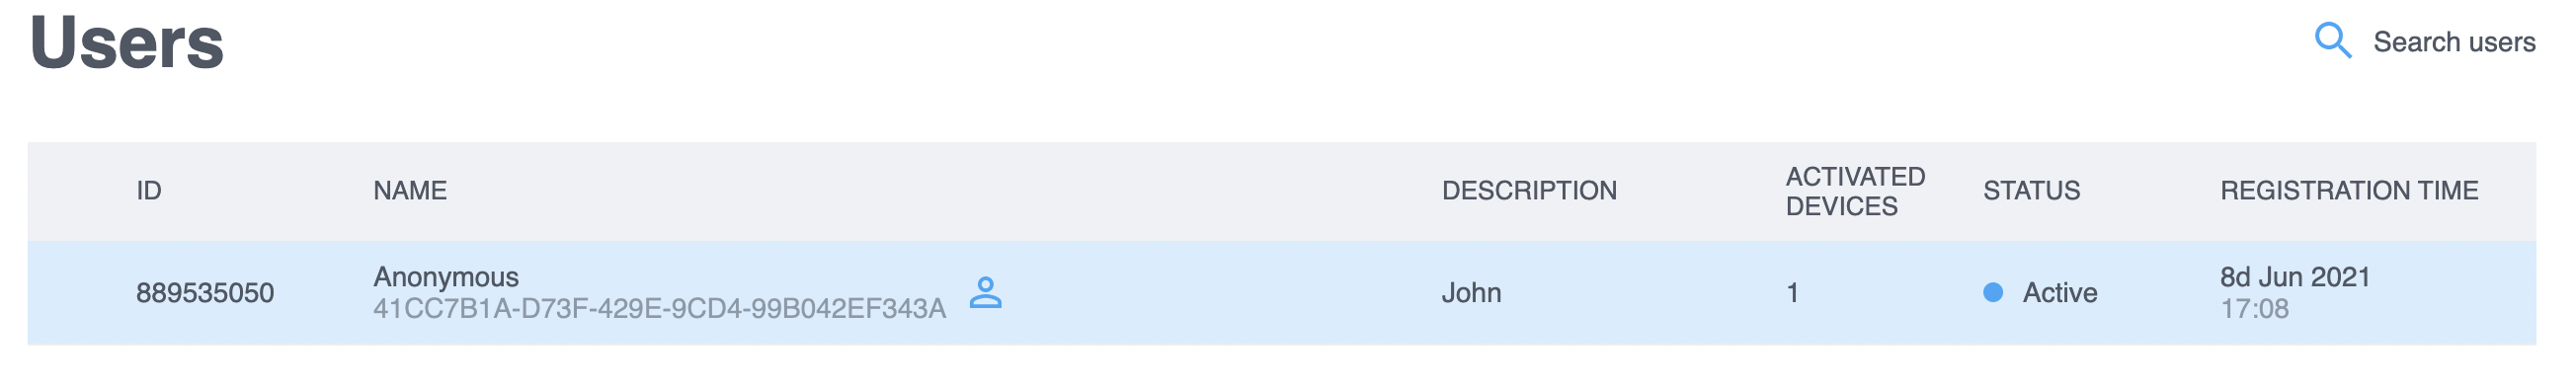 Users
Search users
ID NAME DESCRIPTION ACTIVATED DEVICES STATUS REGISTRATION TIME
889535050 Anonymous John 1 Active 8d Jun 2021
41CC7B1A-D73F-429E-9CD4-99B042EF343A 17:08